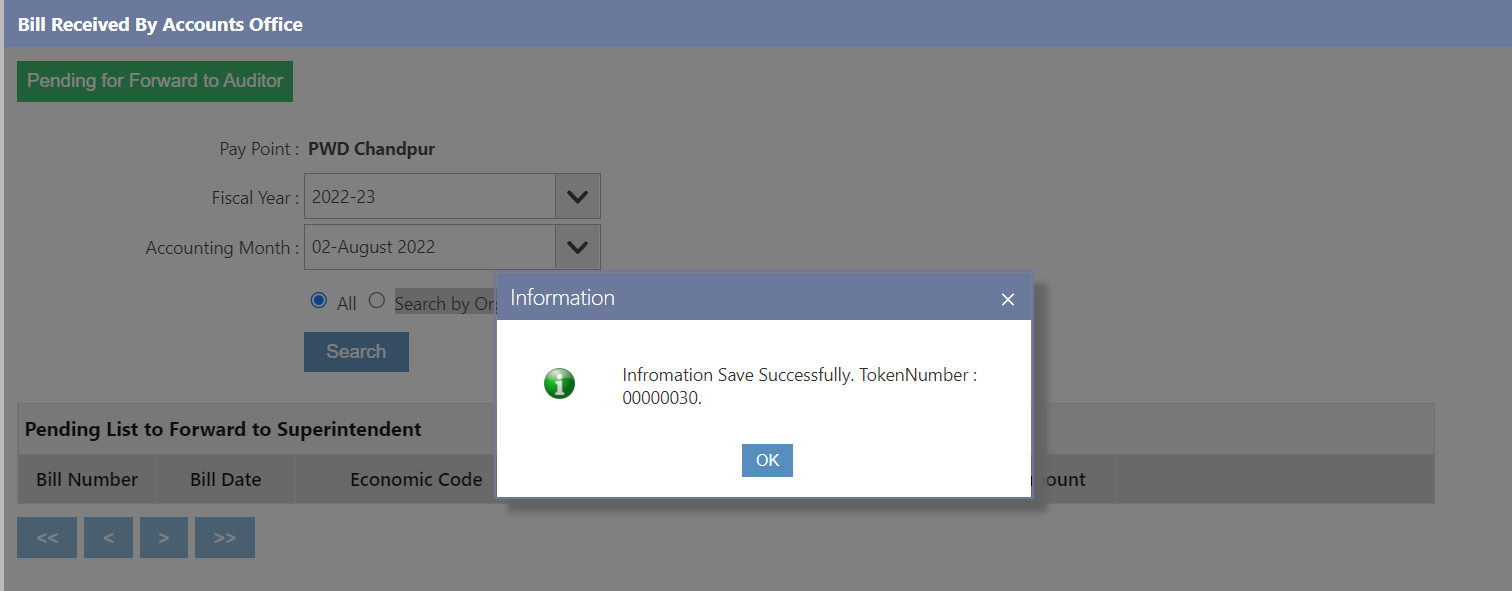 Bill Received By Accounts Office
Pending for Forward to Auditor
Pay Point : PWD Chandpur
Fiscal Year : 2022-23
Accounting Month : 02-August 2022
All Search by
Search
Information ×
Infromation Save Successfully. TokenNumber :
00000030.
OK
Pending List to Forward to Superintendent
Bill Number Bill Date Economic Code
<< < > >>